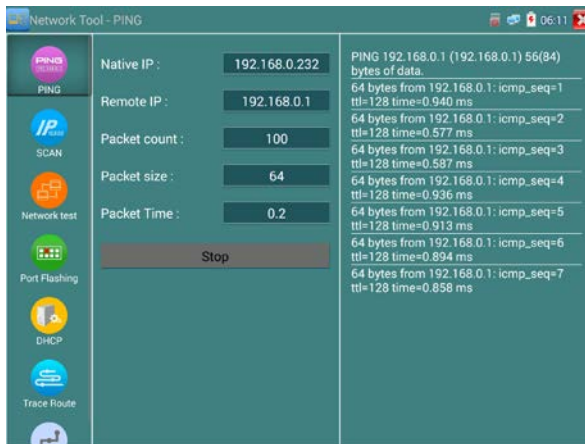 Network Tool - PING
06:11
PING
PING
SCAN
IP
Network test
Port Flashing
DHCP
Trace Route
Native IP :
192.168.0.232
Remote IP :
192.168.0.1
Packet count :
100
Packet size :
64
Packet Time :
0.2
Stop
PING 192.168.0.1 (192.168.0.1) 56(84)
bytes of data.
64 bytes from 192.168.0.1: icmp_seq=1
ttl=128 time=0.940 ms
64 bytes from 192.168.0.1: icmp_seq=2
ttl=128 time=0.577 ms
64 bytes from 192.168.0.1: icmp_seq=3
ttl=128 time=0.587 ms
64 bytes from 192.168.0.1: icmp_seq=4
ttl=128 time=0.936 ms
64 bytes from 192.168.0.1: icmp_seq=5
ttl=128 time=0.913 ms
64 bytes from 192.168.0.1: icmp_seq=6
ttl=128 time=0.894 ms
64 bytes from 192.168.0.1: icmp_seq=7
ttl=128 time=0.858 ms